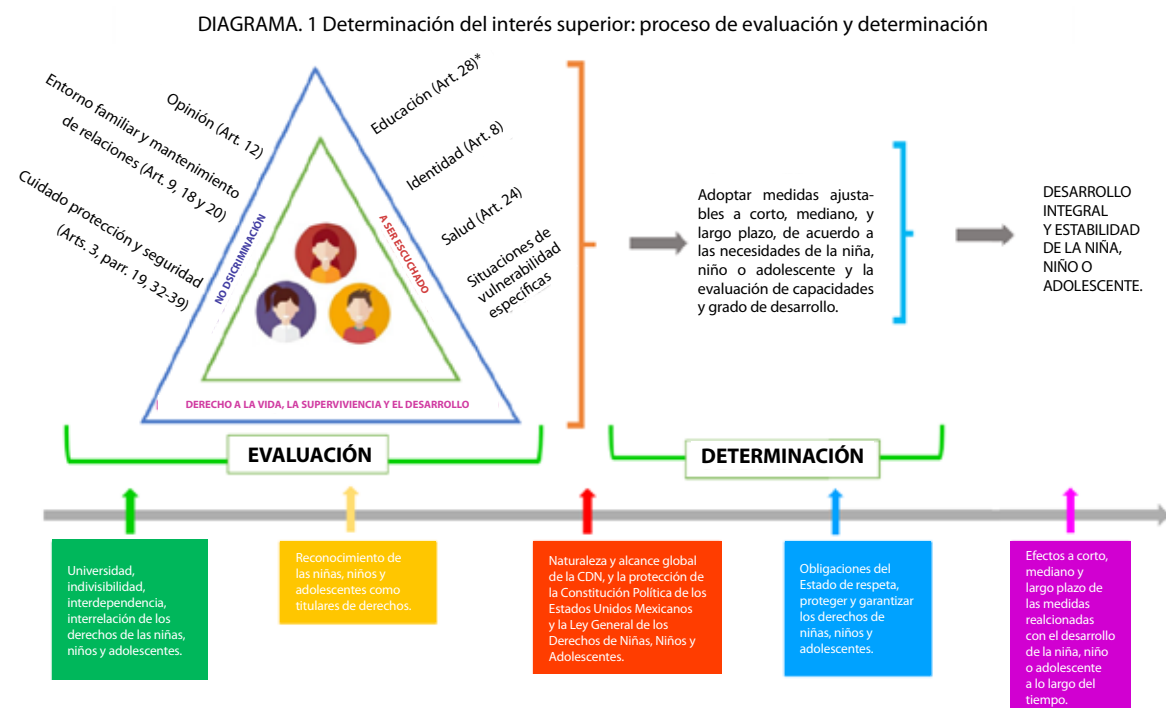 DIAGRAMA. 1 Determinación del interés superior: proceso de evaluación y determinación
Opinión (Art. 12)
Entorno familiar y mantenimiento
de relaciones (Art. 9, 18 y 20)
Cuidado protección y seguridad
(Arts. 3, parr. 19, 32-39)
Educación (Art. 28)*
Identidad (Art. 8)
Salud (Art. 24)
Situaciones de
vulnerabilidad
específicas
NO DSICRIMINACIÓN
A SER ESCUCHADO
DERECHO A LA VIDA, LA SUPERVIVIENCIA Y EL DESARROLLO
Adoptar medidas ajusta-
bles a corto, mediano, y
largo plazo, de acuerdo a
las necesidades de la niña,
niño o adolescente y la
evaluación de capacidades
y grado de desarrollo.
DESARROLLO
INTEGRAL
Y ESTABILIDAD
DE LA NIÑA,
NIÑO O
ADOLESCENTE.
EVALUACIÓN
DETERMINACIÓN
Universidad,
indivisibilidad,
interdependencia,
interrelación de los
derechos de las niñas,
niños y adolescentes.
Reconocimiento de
las niñas, niños y
adolescentes como
titulares de derechos.
Naturaleza y alcance global
de la CDN, y la protección de
la Constitución Política de los
Estados Unidos Mexicanos
y la Ley General de los
Derechos de Niñas, Niños y
Adolescentes.
Obligaciones del
Estado de respeta,
proteger y garantizar
los derechos de
niñas, niños y
adolescentes.
Efectos a corto,
mediano y
largo plazo de
las medidas
realcionadas
con el desarrollo
de la niña, niño
o adolescente
a lo largo del
tiempo.